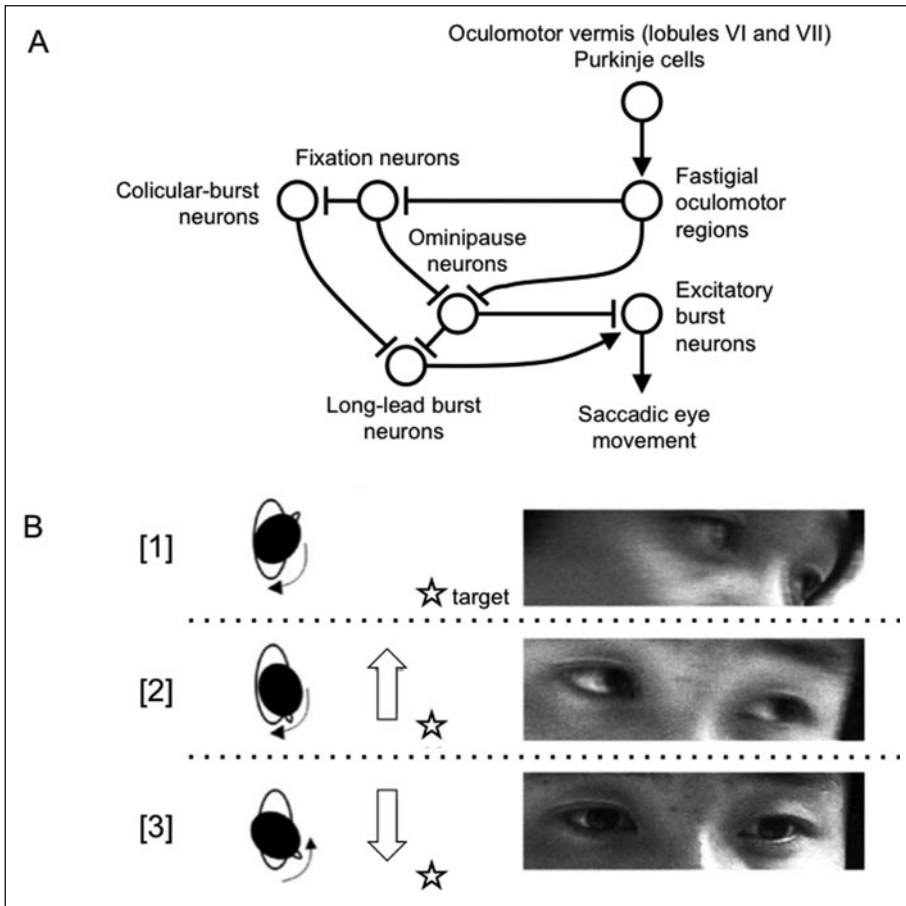 A
Oculomotor vermis (lobules VI and VII)
Purkinje cells
Fixation neurons
Colicular-burst
neurons
Fastigial
oculomotor
regions
Ominipause
neurons
Excitatory
burst
neurons
Long-lead burst
neurons
Saccadic eye
movement
B
[1]
target
[2]
[3]